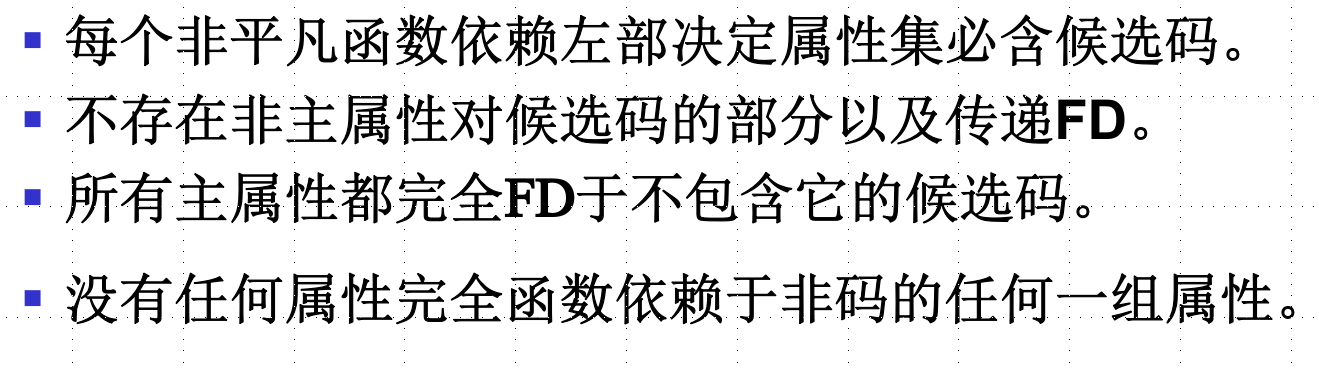 每个非平凡函数依赖左部决定属性集必含候选码。
不存在非主属性对候选码的部分以及传递FD。
所有主属性都完全FD于不包含它的候选码。
没有任何属性完全函数依赖于非码的任何一组属性。